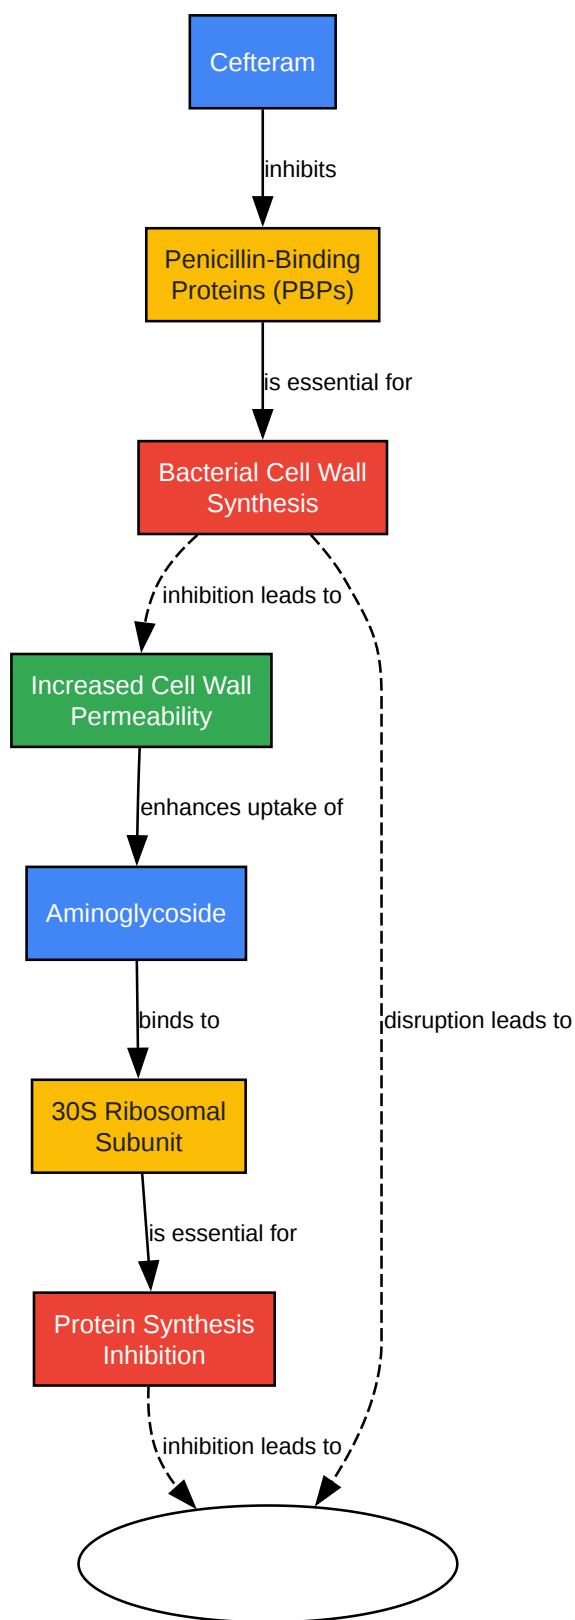 Cefteram
inhibits
Penicillin-Binding
Proteins (PBPs)
is essential for
Bacterial Cell Wall
Synthesis
inhibition leads to
Increased Cell Wall
Permeability
enhances uptake of
Aminoglycoside
binds to
disruption leads to
30S Ribosomal
Subunit
is essential for
Protein Synthesis
Inhibition
inhibition leads to